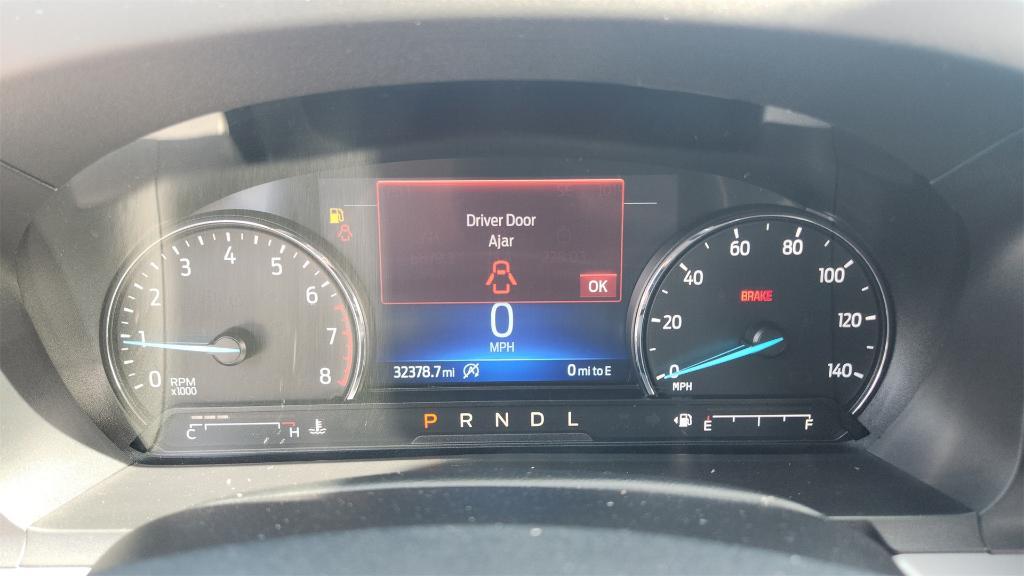 Driver Door
Ajar
OK
0
MPH
32378.7 mi
0 mi to E
0
1
2
3
4
5
6
7
8
RPM
x1000
0
20
40
60
80
100
120
140
BRAKE
MPH
C
H
P R N D L
E
F